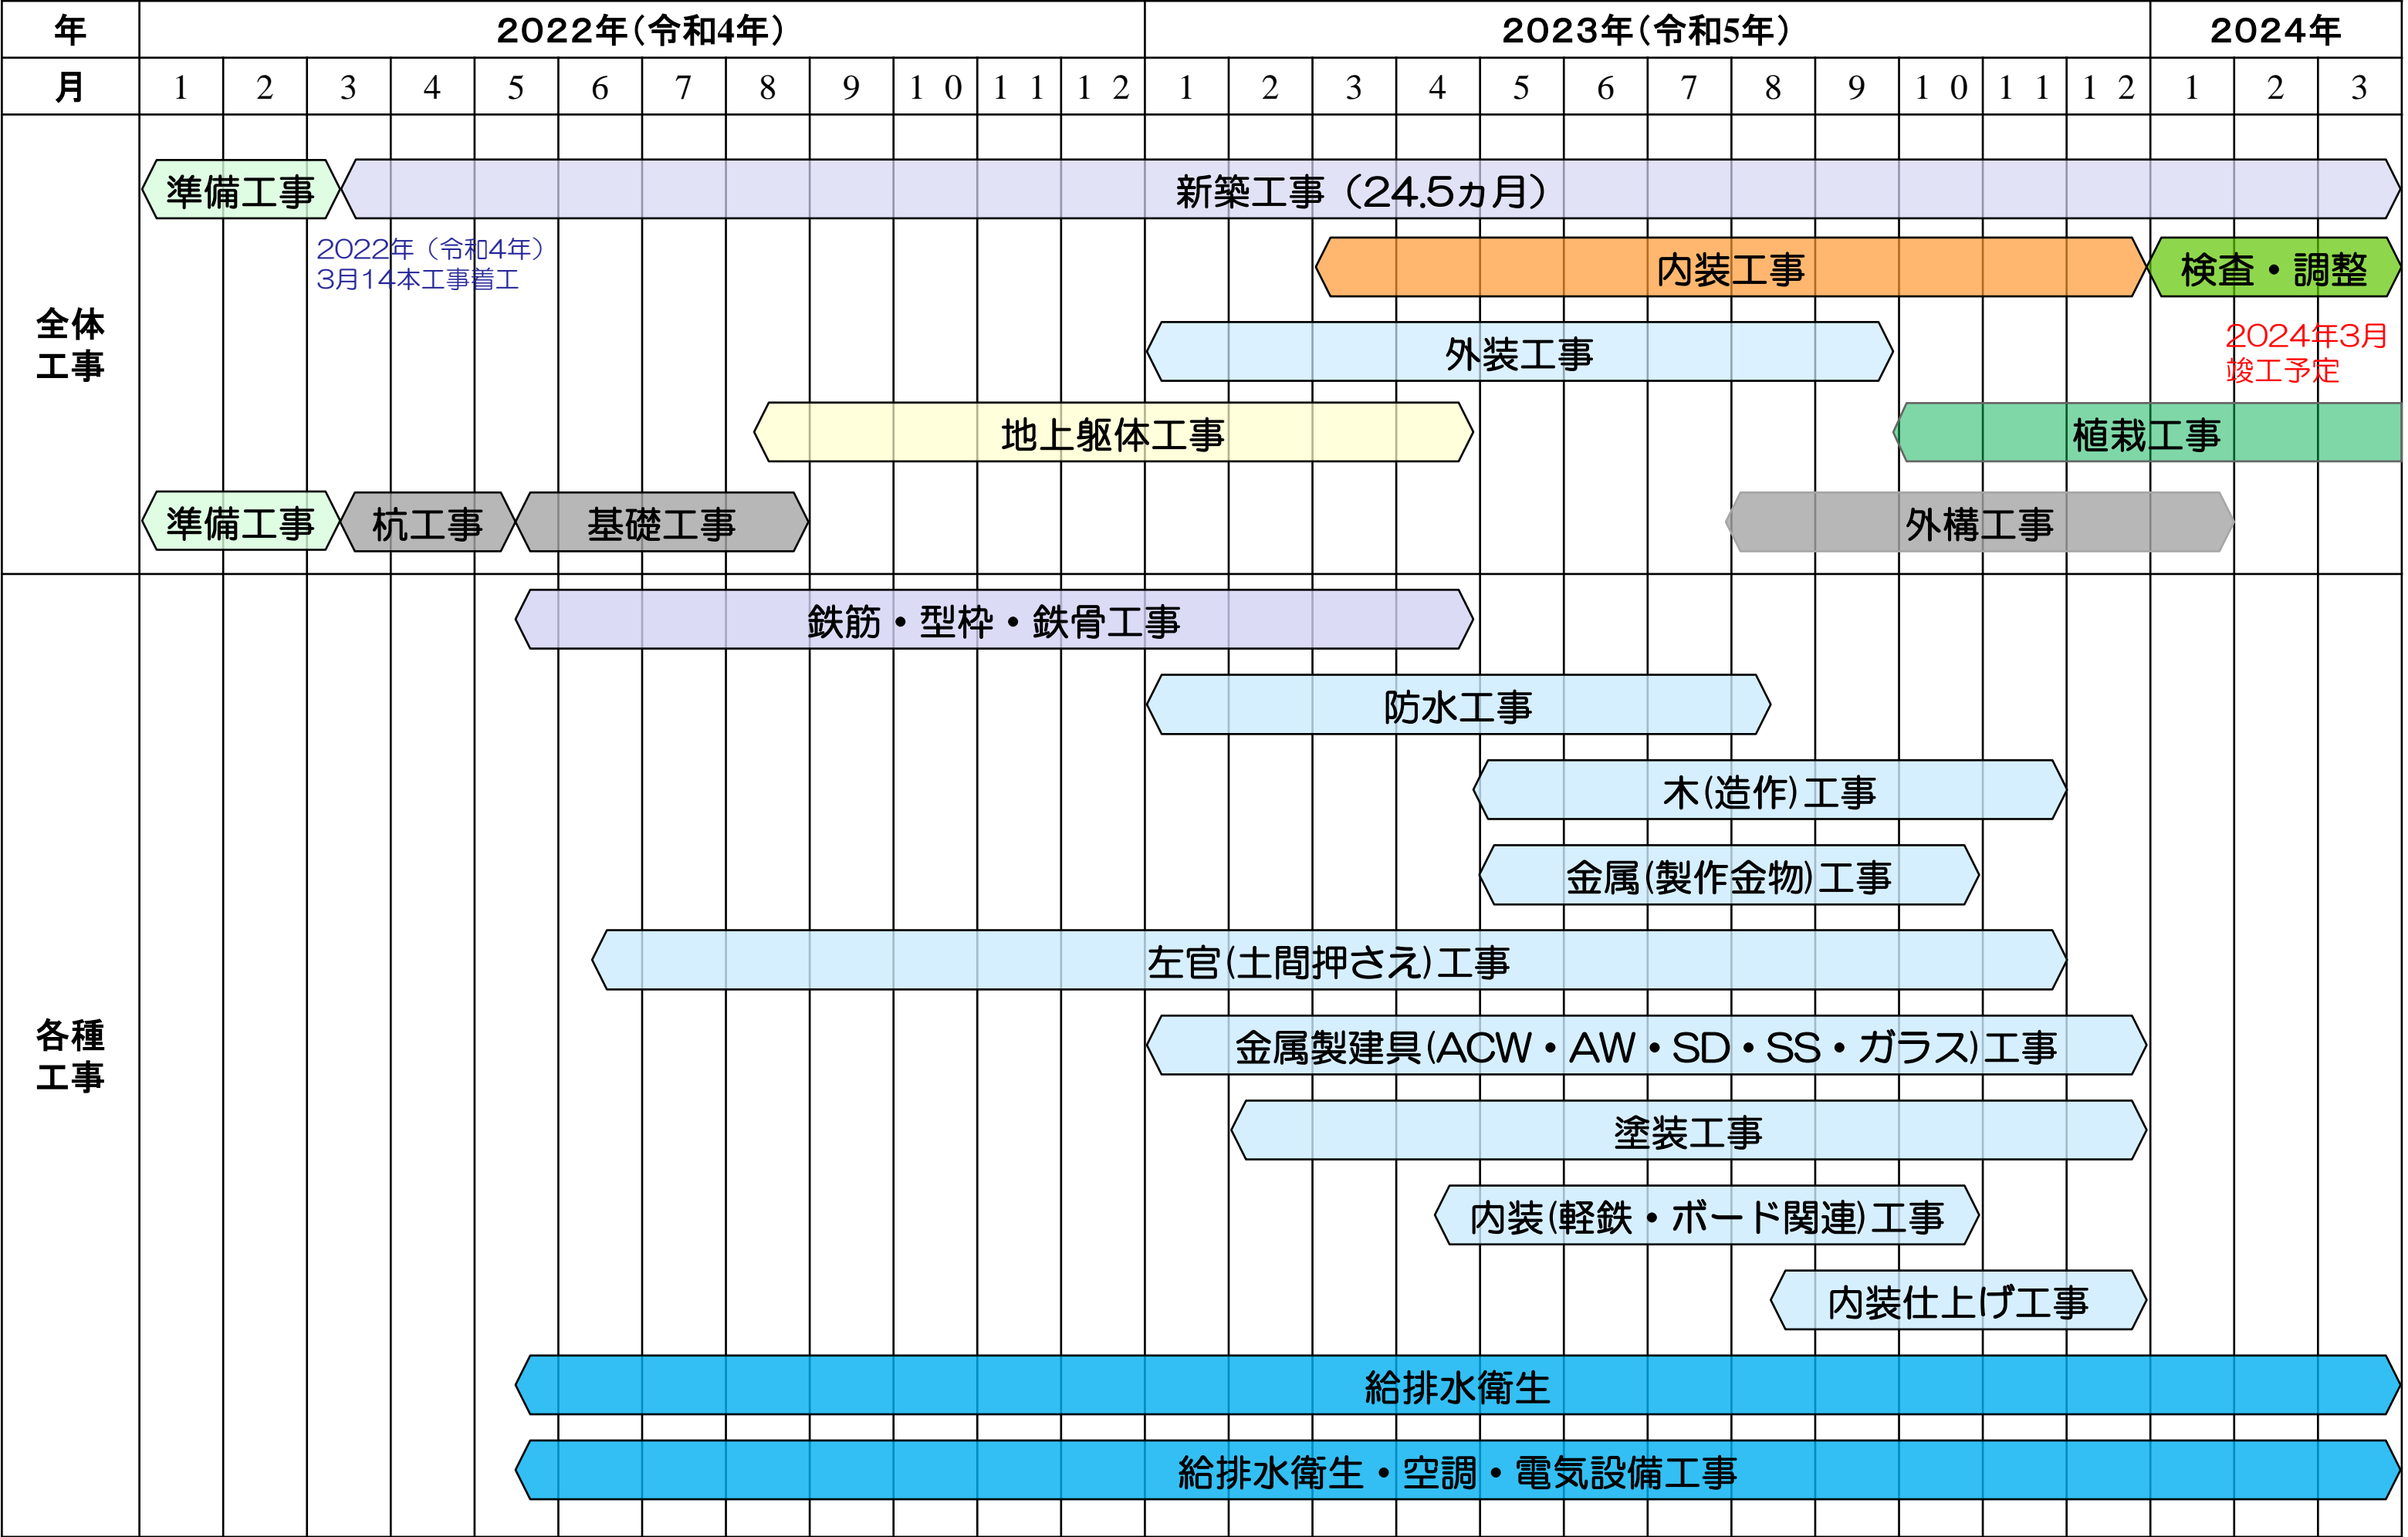 年 2022年(令和4年) 2023年(令和5年) 2024年
月 1 2 3 4 5 6 7 8 9 10 11 12 1 2 3 4 5 6 7 8 9 10 11 12 1 2 3
全体
工事
準備工事 新築工事（24.5ヵ月）
2022年（令和4年）
3月14本工事着工
内装工事 検査・調整
外装工事
2024年3月
竣工予定
地上躯体工事 植栽工事
準備工事 杭工事 基礎工事 外構工事
各種
工事
鉄筋・型枠・鉄骨工事
防水工事
木(造作)工事
金属(製作金物)工事
左官(土間押さえ)工事
金属製建具(ACW・AW・SD・SS・ガラス)工事
塗装工事
内装(軽鉄・ボード関連)工事
内装仕上げ工事
給排水衛生
給排水衛生・空調・電気設備工事